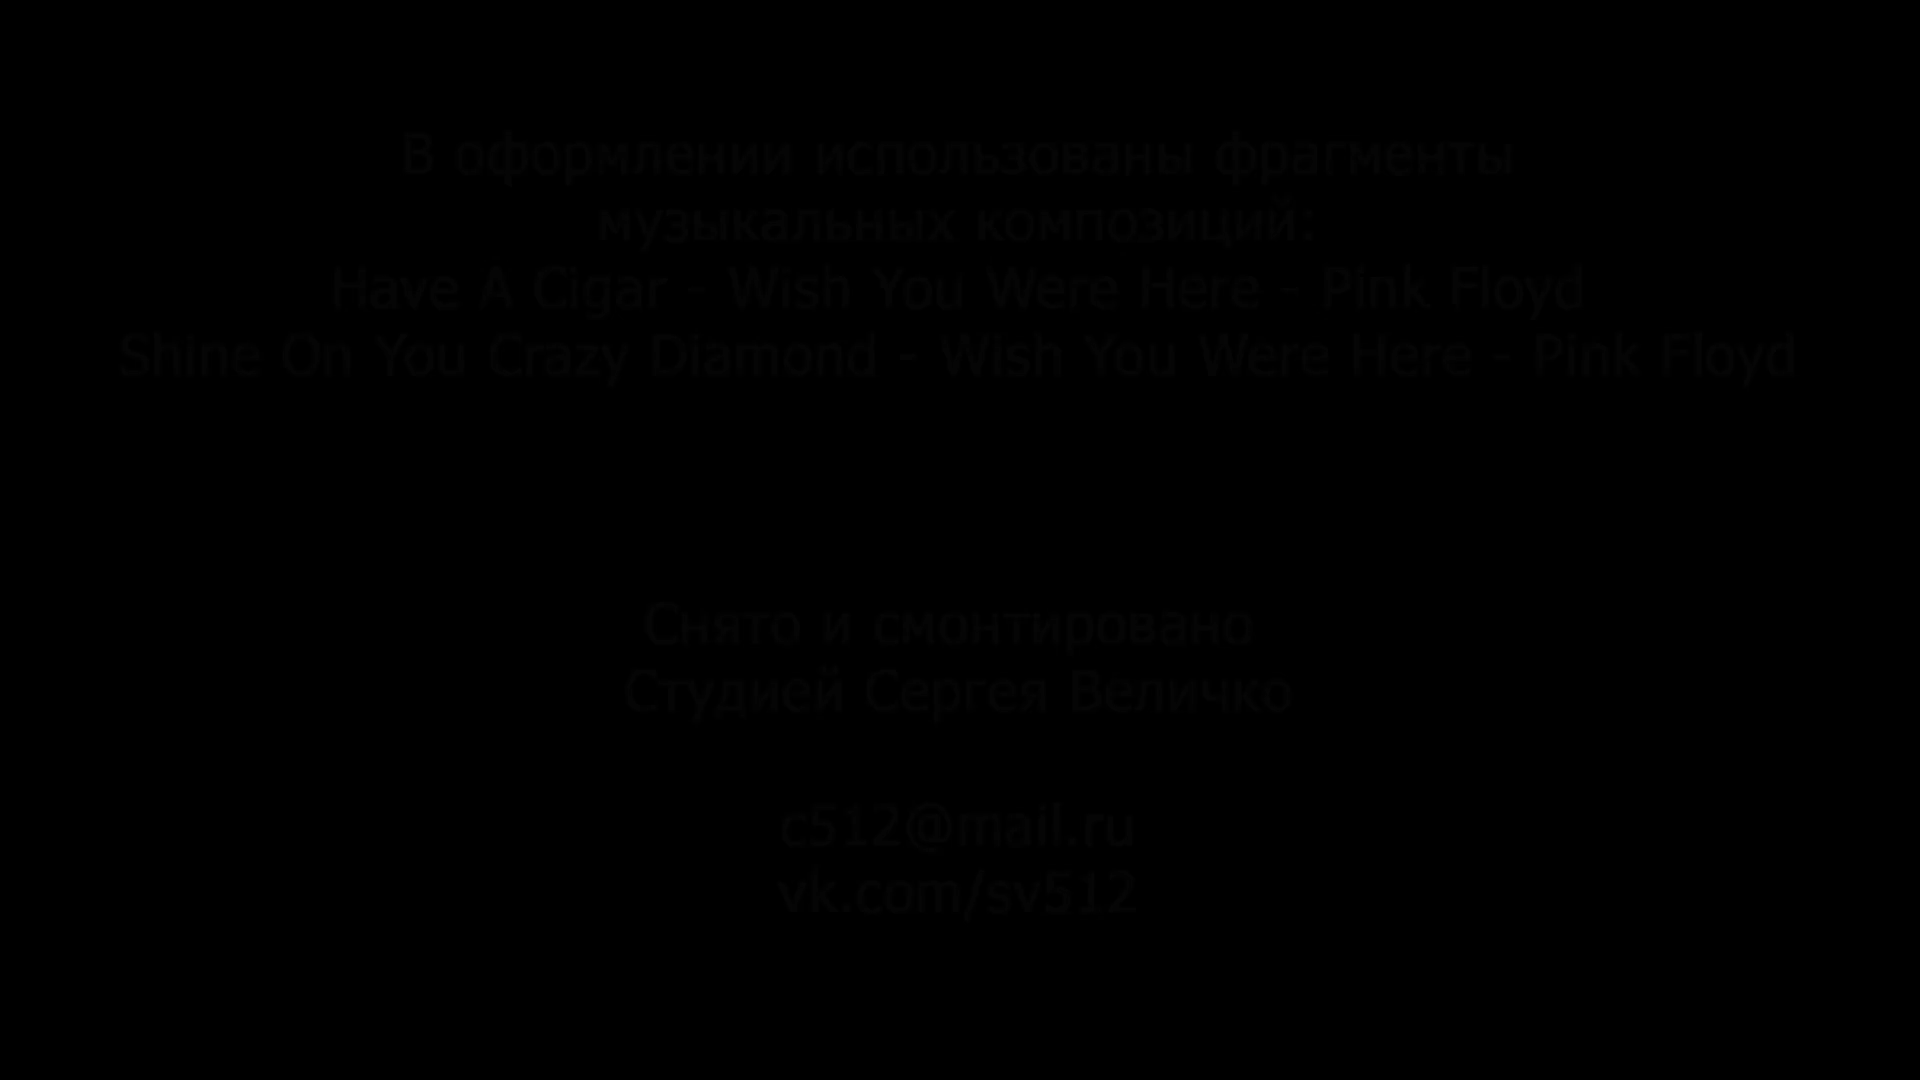 В оформлении использованы фрагменты
музыкальных композиций:
Have A Cigar - Wish You Were Here - Pink Floyd
Shine On You Crazy Diamond - Wish You Were Here - Pink Floyd
Снято и смонтировано
Студией Сергея Величко
c512@mail.ru
vk.com/sv512